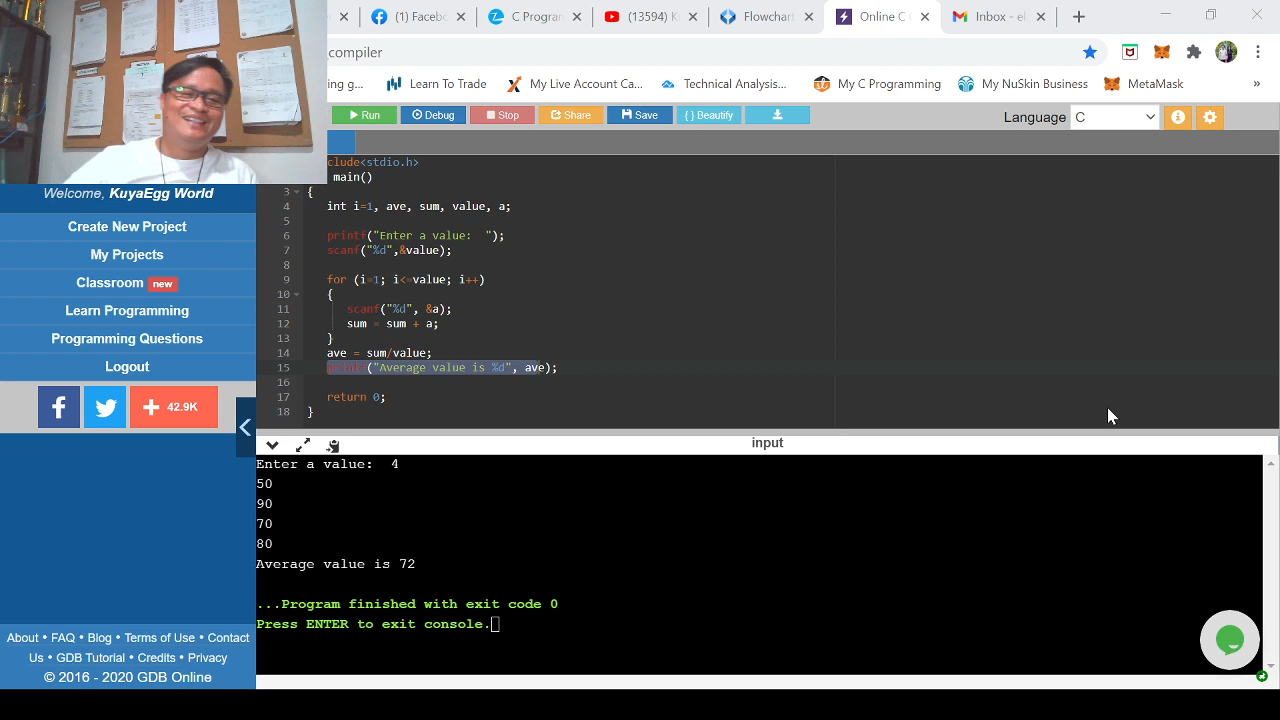 (1) Faceb
C Program
(13594) K
Flowchart
Online C
Inbox - el
compiler
ng g...
Learn To Trade
My Live Account Ca...
Technical Analysis...
My C Programming
My NuSkin Business
MetaMask
»
Run
Debug
Stop
Share
Save
{ } Beautify
Language
C
Welcome, KuyaEgg World
Create New Project
My Projects
Classroom new
Learn Programming
Programming Questions
Logout
42.9K
clude<stdio.h>
main()
3 {
4 int i=1, ave, sum, value, a;
5
6 printf("Enter a value:  ");
7 scanf("%d",&value);
8
9 for (i=1; i<=value; i++)
10 {
11 scanf("%d", &a);
12 sum = sum + a;
13 }
14 ave = sum/value;
15 printf("Average value is %d", ave);
16
17 return 0;
18 }
input
Enter a value:  4
50
90
70
80
Average value is 72
...Program finished with exit code 0
Press ENTER to exit console.
About • FAQ • Blog • Terms of Use • Contact
Us • GDB Tutorial • Credits • Privacy
© 2016 - 2020 GDB Online